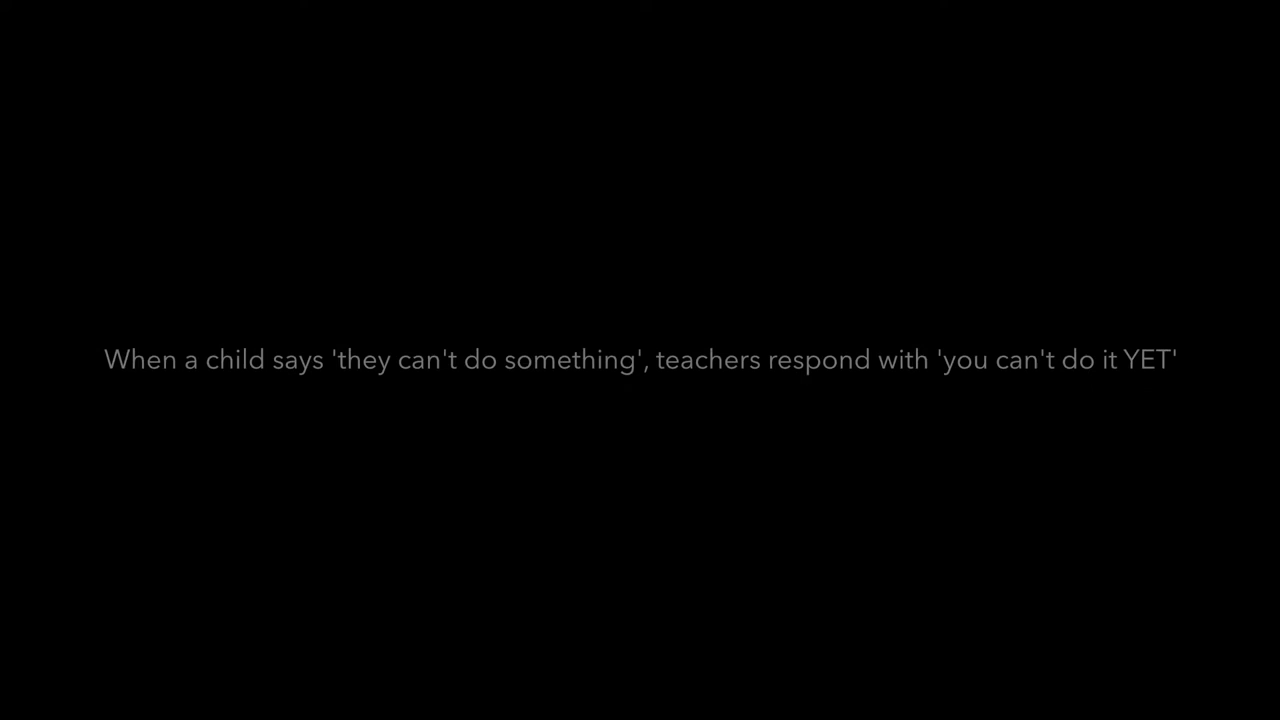 When a child says 'they can't do something', teachers respond with 'you can't do it YET'